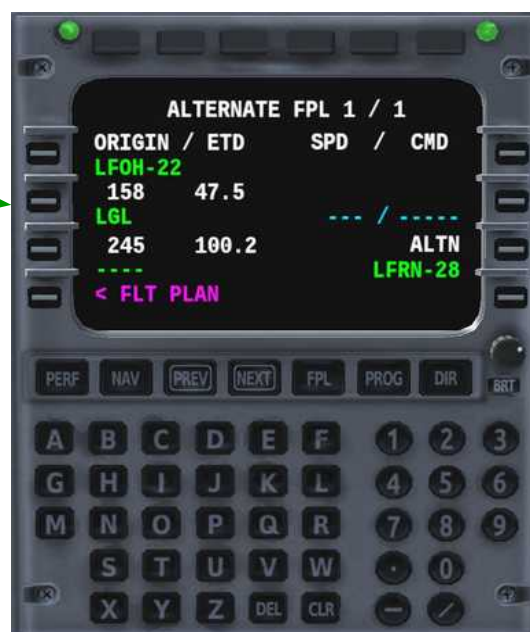 ALTERNATE FPL 1 / 1
ORIGIN / ETD SPD / CMD
LFOH-22
158 47.5
LGL --- / -----
245 100.2 ALTN
---- LFRN-28
< FLT PLAN
PERF NAV PREV NEXT FPL PROG DIR BRT
A B C D E F 1 2 3
G H I J K L 4 5 6
M N O P Q R 7 8 9
S T U V W · 0
X Y Z DEL CLR - /